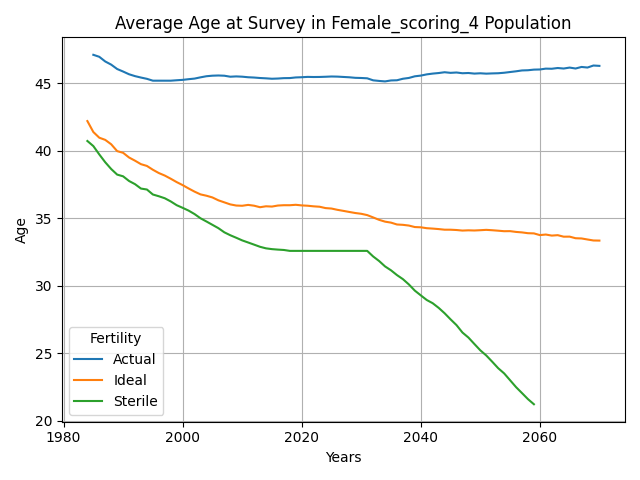 Average Age at Survey in Female_scoring_4 Population
Age
45
40
35
30
25
20
Fertility
Actual
Ideal
Sterile
1980
2000
2020
2040
2060
Years